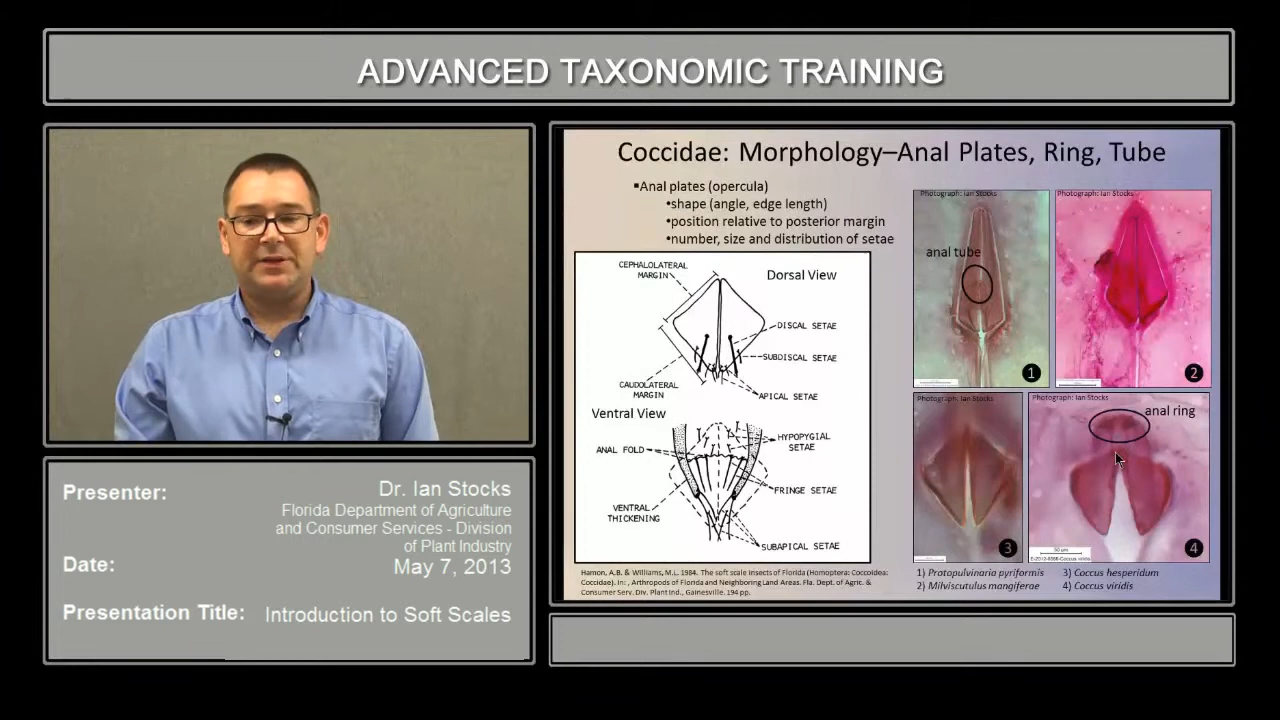 ADVANCED TAXONOMIC TRAINING
Presenter:
Dr. Ian Stocks
Florida Department of Agriculture
and Consumer Services - Division
of Plant Industry
Date:
May 7, 2013
Presentation Title:
Introduction to Soft Scales
Coccidae: Morphology–Anal Plates, Ring, Tube
▪Anal plates (opercula)
•shape (angle, edge length)
•position relative to posterior margin
•number, size and distribution of setae
Dorsal View
CEPHALOLATERAL
MARGIN
DISCAL SETAE
SUBDISCAL SETAE
CAUDOLATERAL
MARGIN
APICAL SETAE
Ventral View
HYPOPYGIAL
SETAE
ANAL FOLD
FRINGE SETAE
VENTRAL
THICKENING
SUBAPICAL SETAE
Hamon, A.B. & Williams, M.L. 1984. The soft scale insects of Florida (Homoptera: Coccoidea:
Coccidae). In: , Arthropods of Florida and Neighboring Land Areas. Fla. Dept. of Agric. &
Consumer Serv. Div. Plant Ind., Gainesville. 194 pp.
Photograph: Ian Stocks
anal tube
1
Photograph: Ian Stocks
2
Photograph: Ian Stocks
3
Photograph: Ian Stocks
anal ring
50 µm
4
1) Protopulvinaria pyriformis
2) Milviscutulus mangiferae
3) Coccus hesperidum
4) Coccus viridis